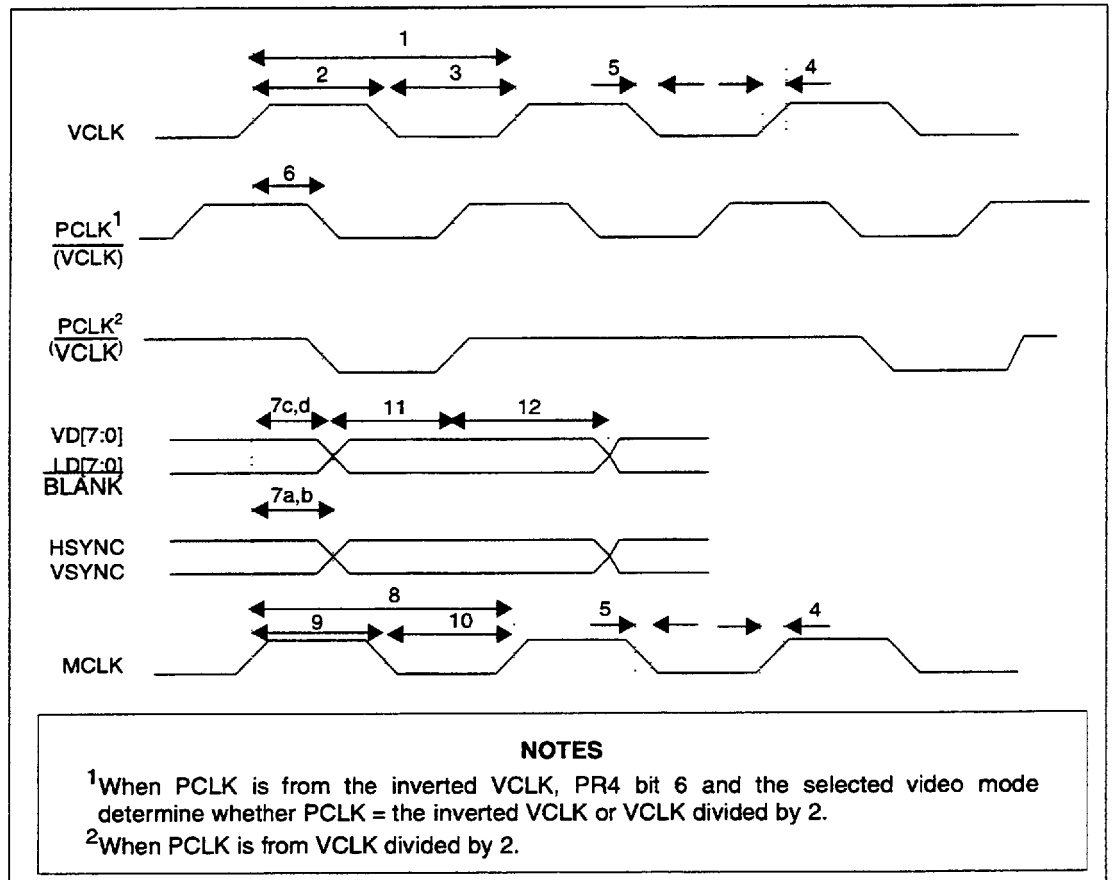 1
2 3 5 4
VCLK
6
PCLK¹
(VCLK)
PCLK²
(VCLK)
7c,d 11 12
VD[7:0]
LD[7:0]
BLANK
7a,b
HSYNC
VSYNC
8
9 10 5 4
MCLK
NOTES
¹When PCLK is from the inverted VCLK, PR4 bit 6 and the selected video mode
determine whether PCLK = the inverted VCLK or VCLK divided by 2.
²When PCLK is from VCLK divided by 2.